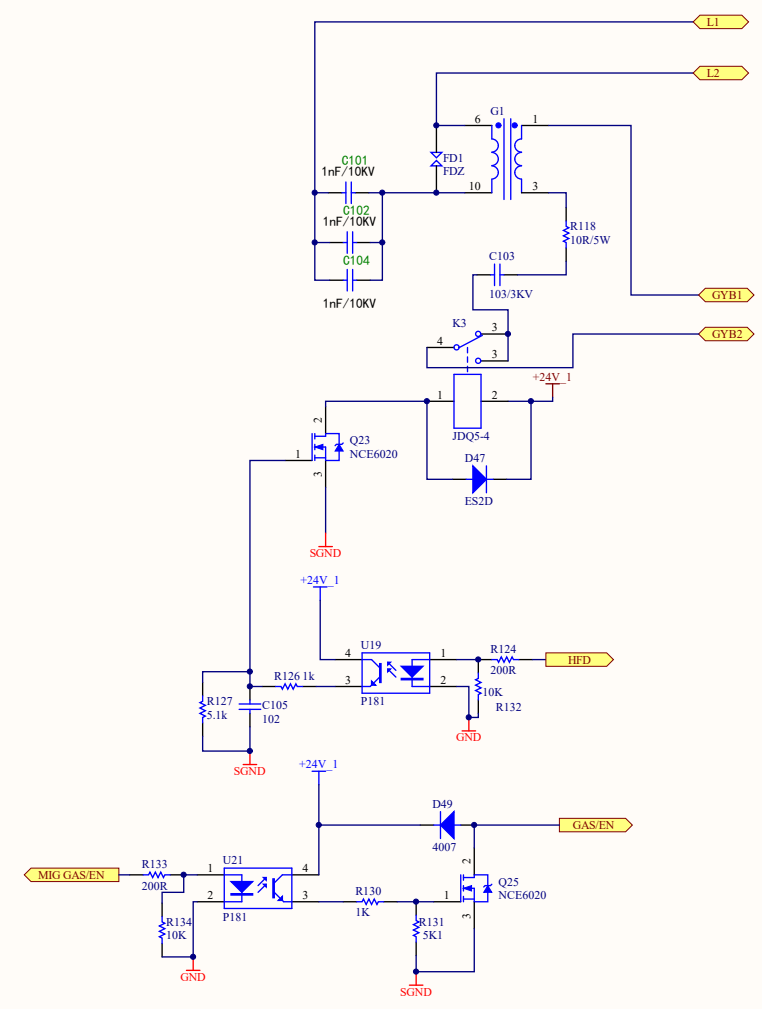 L1
L2
G1
6
1
C101
1nF/10KV
FD1
FDZ
10
3
C102
1nF/10KV
R118
10R/5W
C104
C103
1nF/10KV
103/3KV
GYB1
K3
3
4
GYB2
3
+24V_1
1
2
2
JDQ5-4
Q23
1
NCE6020
D47
3
ES2D
SGND
+24V_1
U19
4
1
R124
HFD
200R
R126 1k
3
2
10K
R127
5.1k
C105
102
P181
R132
GND
SGND
+24V_1
D49
GAS/EN
4007
R133
U21
2
MIG GAS/EN
1
4
200R
Q25
2
3
R130
1
NCE6020
R134
10K
P181
1K
R131
5K1
3
GND
SGND